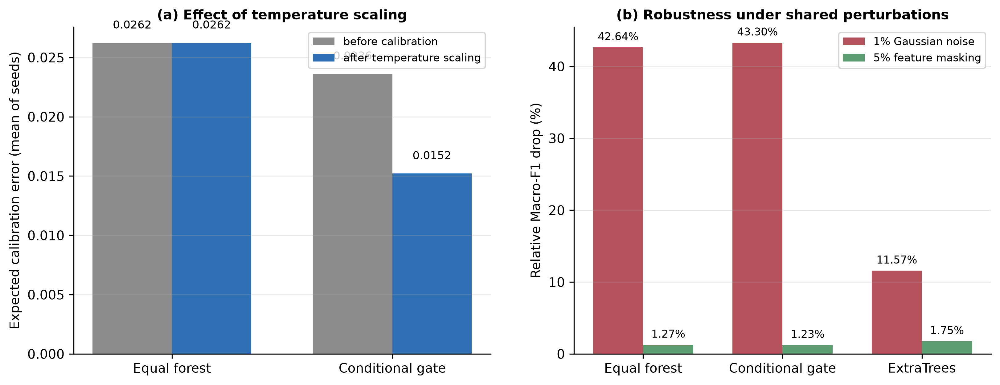 (a) Effect of temperature scaling
0.0262
0.0262
before calibration
0.0236
after temperature scaling
0.0152
Expected calibration error (mean of seeds)
0.025
0.020
0.015
0.010
0.005
0.000
Equal forest
Conditional gate
(b) Robustness under shared perturbations
42.64%
43.30%
1% Gaussian noise
5% feature masking
11.57%
1.27%
1.23%
1.75%
Relative Macro-F1 drop (%)
40
30
20
10
0
Equal forest
Conditional gate
ExtraTrees